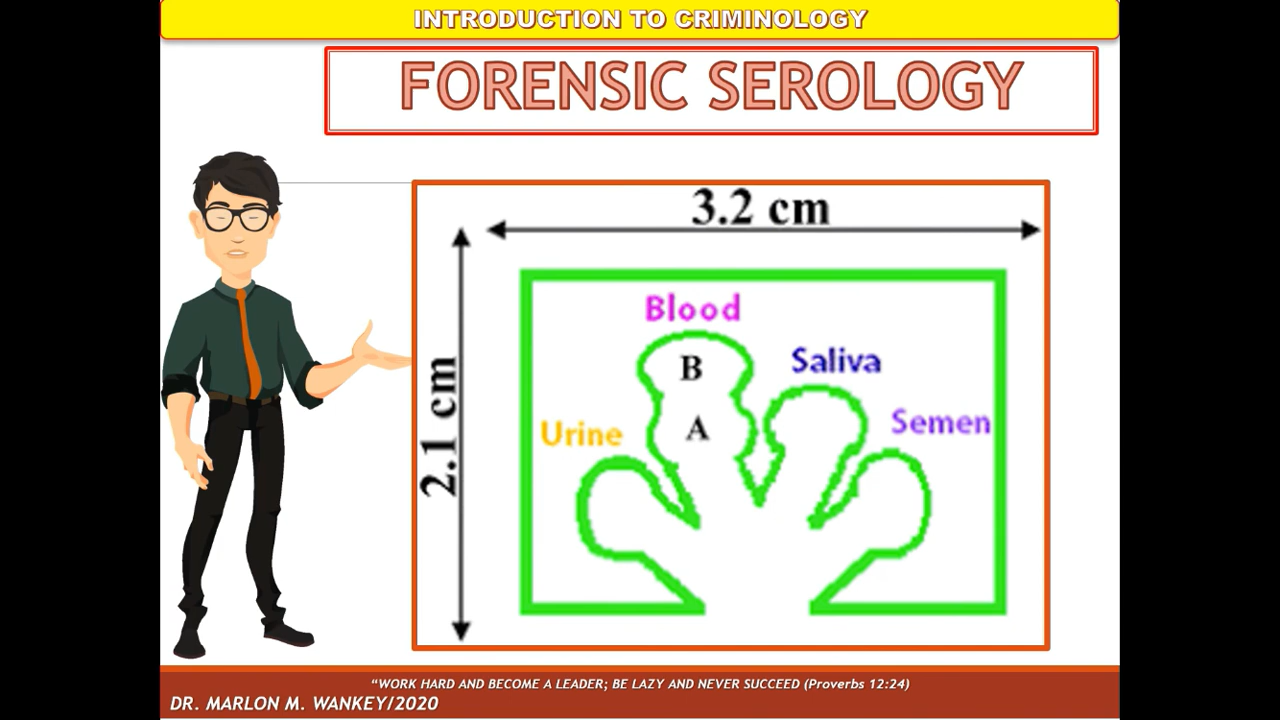 INTRODUCTION TO CRIMINOLOGY
FORENSIC SEROLOGY
3.2 cm
2.1 cm
Blood
B
A
Saliva
Urine
Semen
“WORK HARD AND BECOME A LEADER; BE LAZY AND NEVER SUCCEED (Proverbs 12:24)
DR. MARLON M. WANKEY/2020